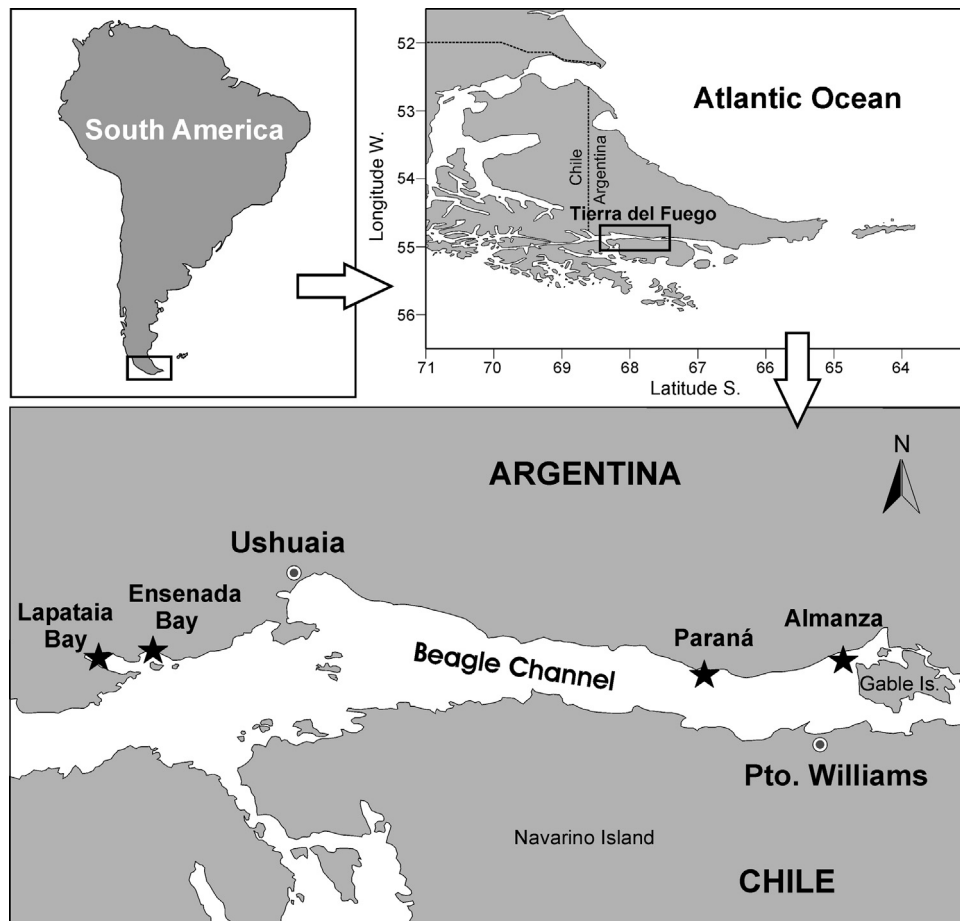 South America
52
53
54
55
56
Longitude W.
71
70
69
68
67
66
65
64
Latitude S.
Atlantic Ocean
Chile
Argentina
Tierra del Fuego
ARGENTINA
N
Ushuaia
Lapataia
Bay
Ensenada
Bay
Paraná
Almanza
Beagle Channel
Gable Is.
Pto. Williams
Navarino Island
CHILE